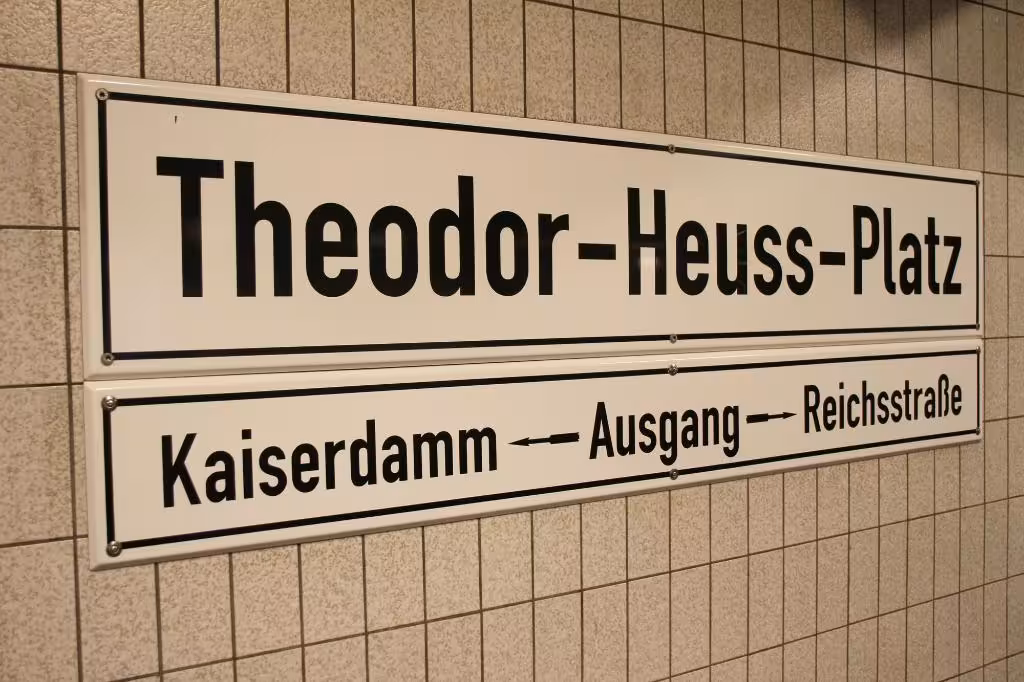 Theodor-Heuss-Platz
Kaiserdamm ← Ausgang → Reichsstraße